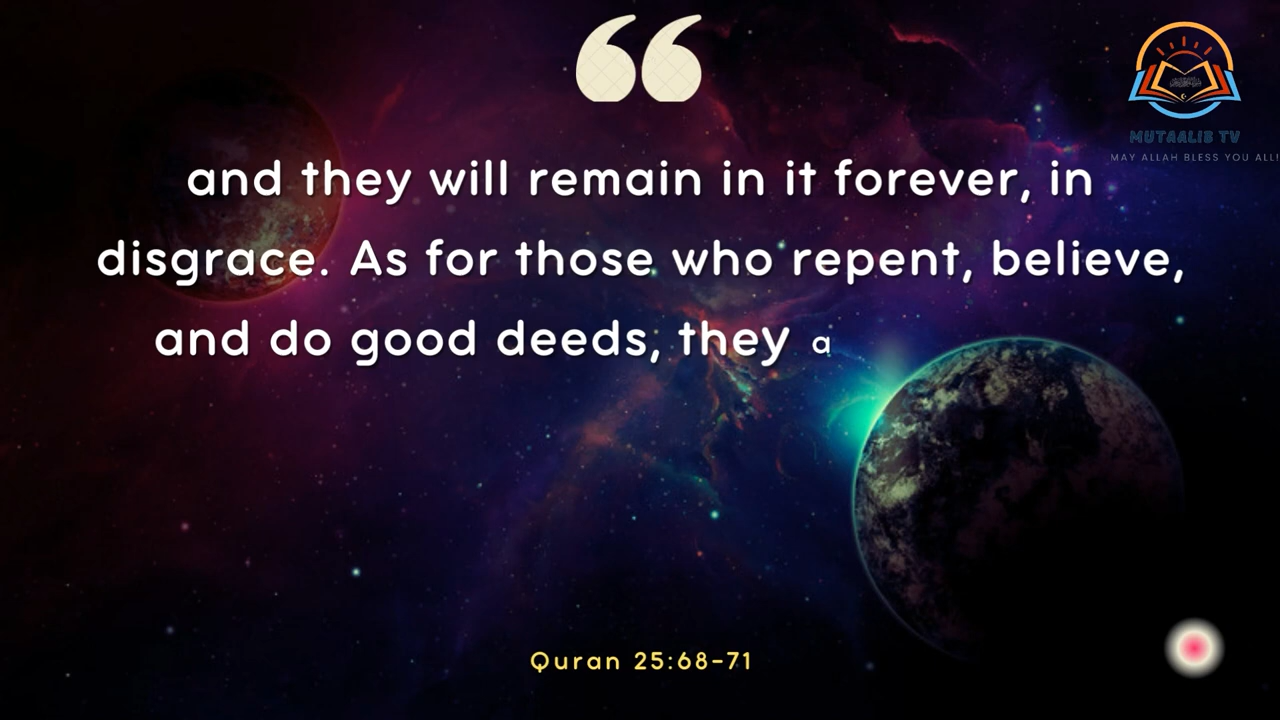 MUTAALIB TV
MAY ALLAH BLESS YOU ALL!
and they will remain in it forever, in
disgrace. As for those who repent, believe,
and do good deeds, they a
Quran 25:68-71